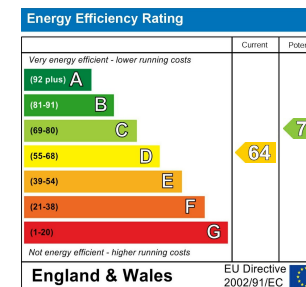 Energy Efficiency Rating
Current
Very energy efficient - lower running costs
(92 plus) A
(81-91) B
(69-80) C
(55-68) D
64
(39-54) E
(21-38) F
(1-20) G
Not energy efficient - higher running costs
England & Wales
EU Directive
2002/91/EC